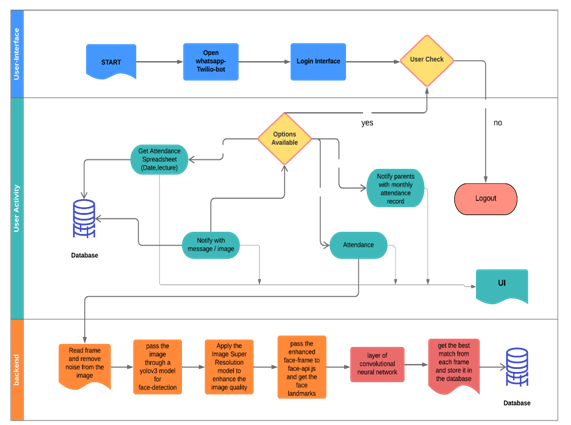 User-Interface
START
Open
whatsapp-
Twilio-bot
Login Interface
User Check
User Activity
yes
no
Get Attendance
Spreadsheet
(Date,lecture)
Options
Available
Notify parents
with monthly
attendance
record
Logout
Database
Notify with
message / image
Attendance
UI
backend
Read frame
and remove
noise from the
image
pass the
image
through a
yolov3 model
for
face-detection
Apply the
image Super
Resolution
model to
enhance the
image quality
pass the
enhanced
face-frame to
face-api.js
and get the
face
landmarks
layer of
convolutional
neural network
get the best
match from
each frame
and store it in
the database
Database